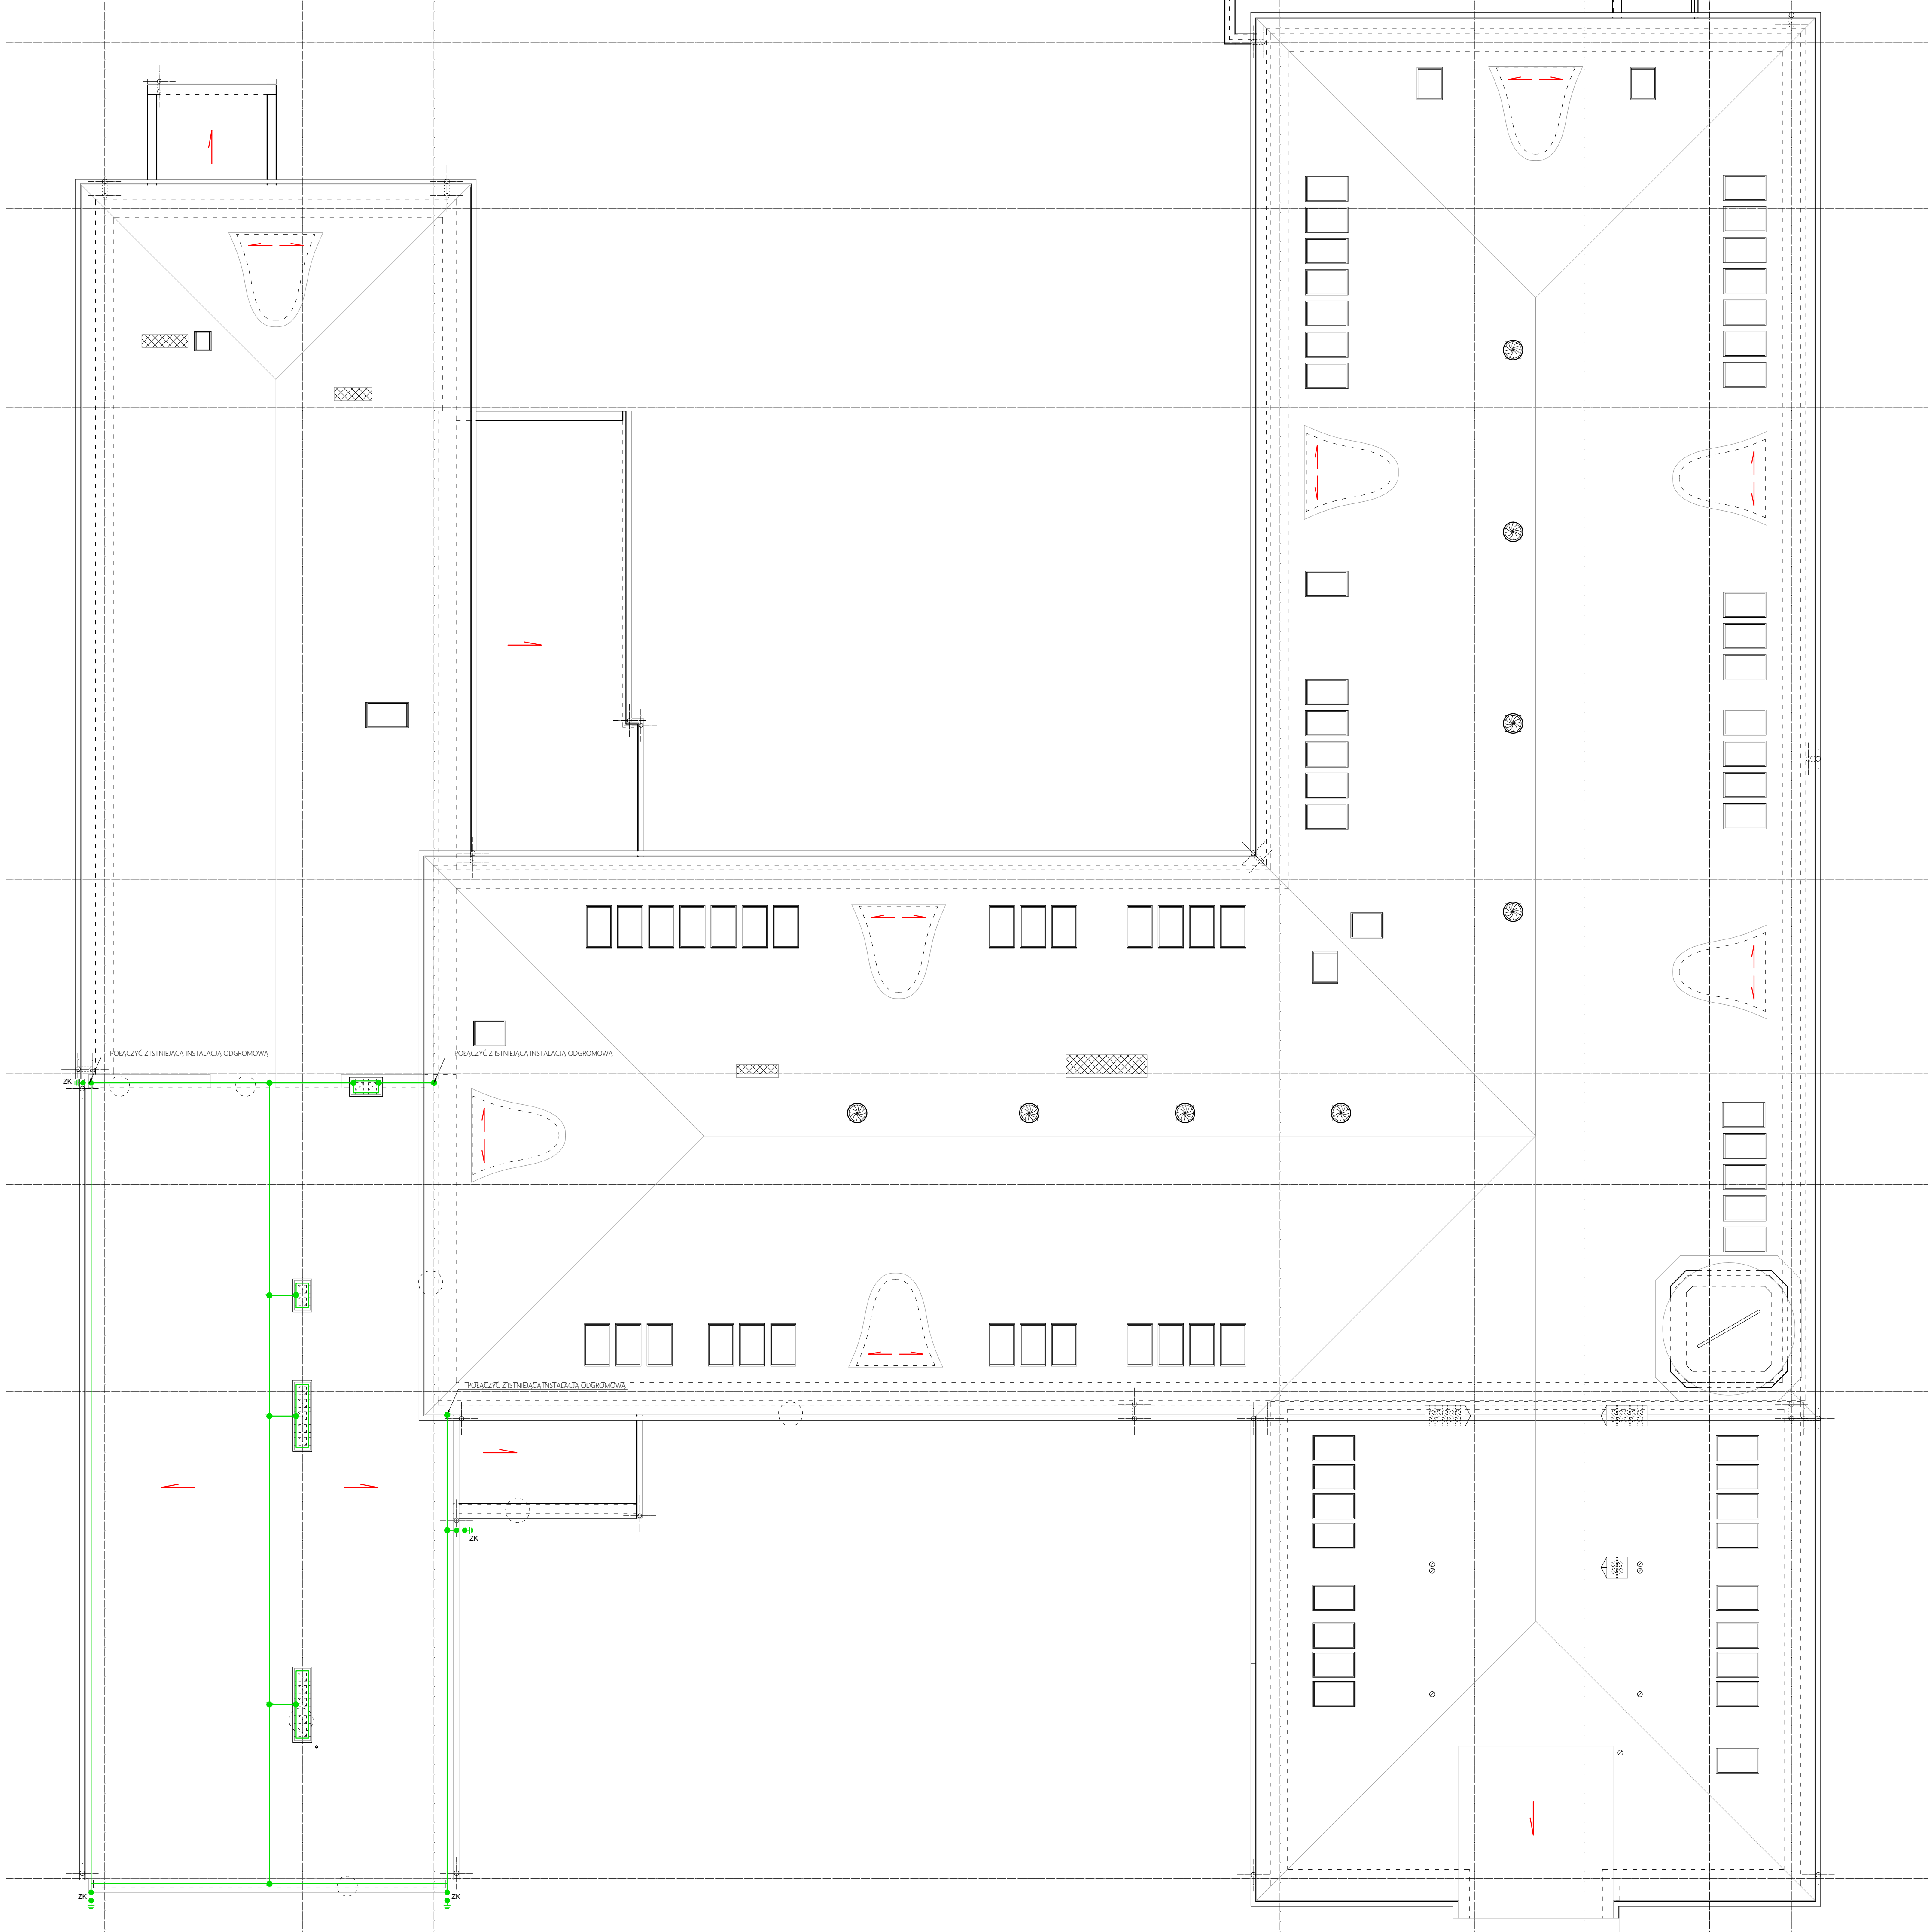 POŁĄCZYĆ Z ISTNIEJĄCĄ INSTALACJĄ ODGROMOWĄ
POŁĄCZYĆ Z ISTNIEJĄCĄ INSTALACJĄ ODGROMOWĄ
ZK
POŁĄCZYĆ Z ISTNIEJĄCĄ INSTALACJĄ ODGROMOWĄ
ZK
ZK
ZK